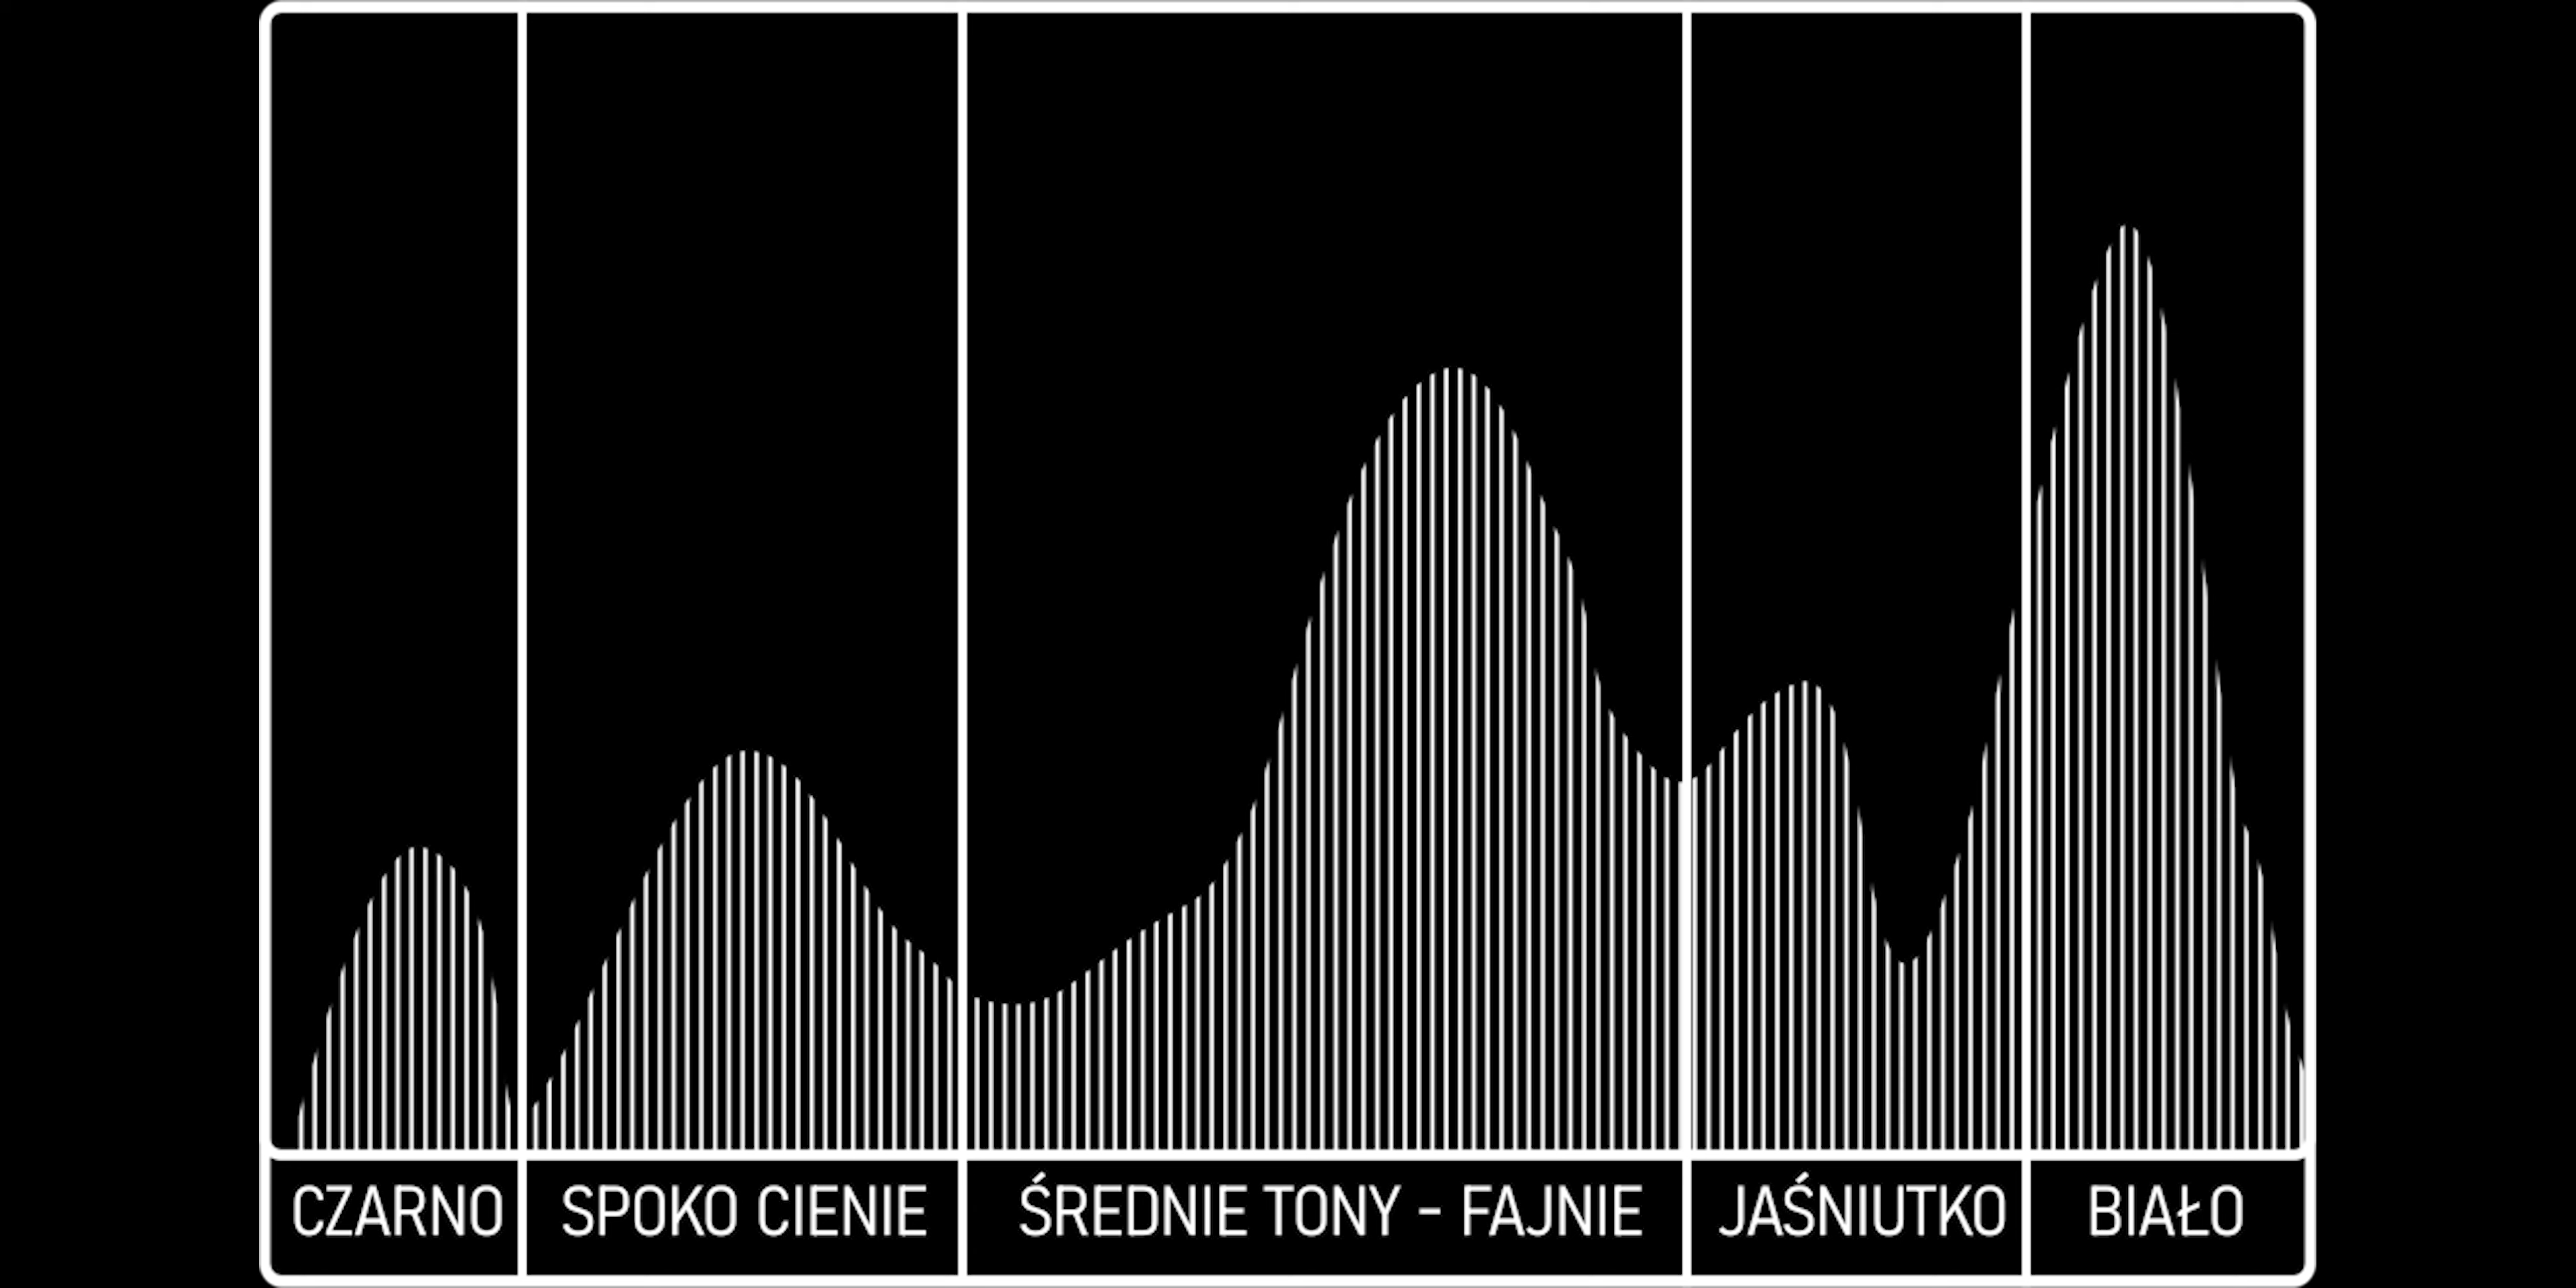 CZARNO
SPOKO CIENIE
ŚREDNIE TONY - FAJNIE
JAŚNIUTKO
BIAŁO